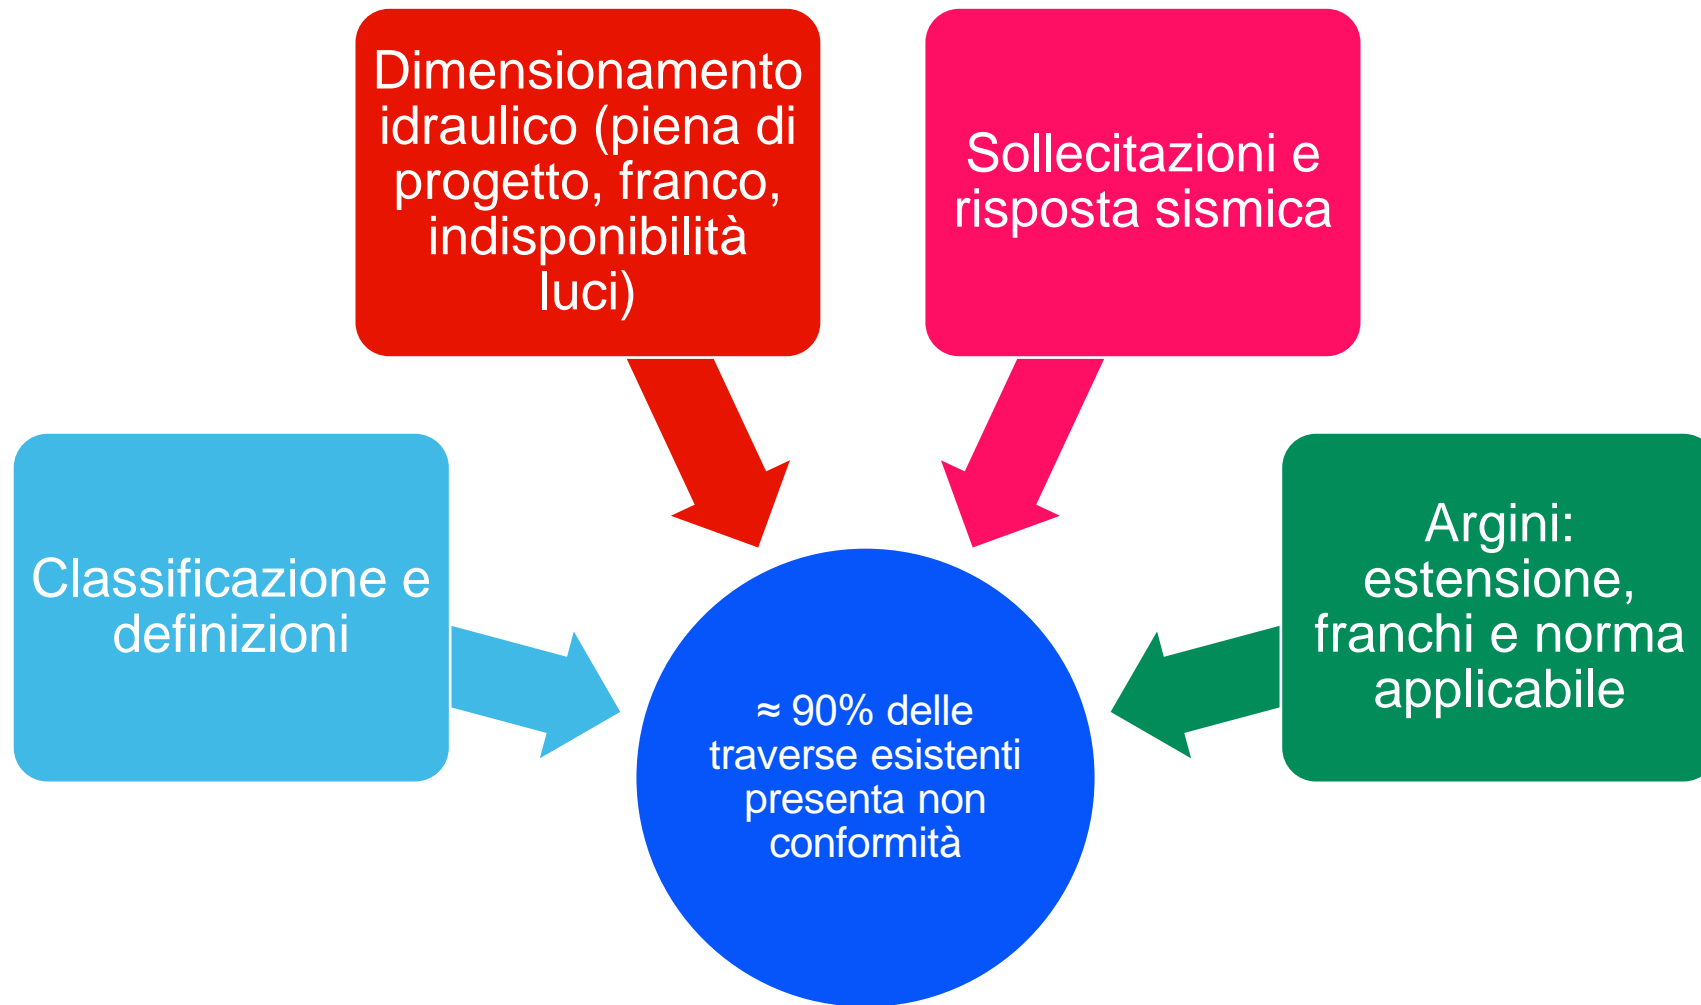 Dimensionamento
idraulico (piena di
progetto, franco,
indisponibilità
luci)
Sollecitazioni e
risposta sismica
Classificazione e
definizioni
Argini:
estensione,
franchi e norma
applicabile
≈ 90% delle
traverse esistenti
presenta non
conformità